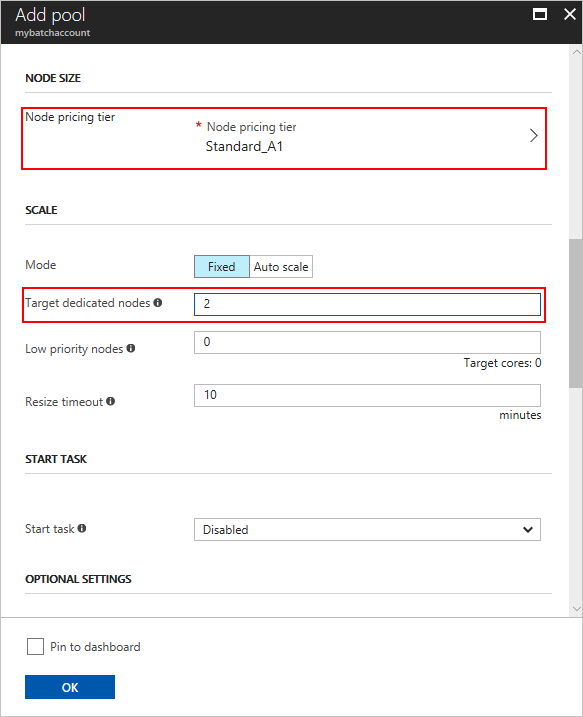 Add pool
mybatchaccount
NODE SIZE
Node pricing tier
* Node pricing tier
Standard_A1
SCALE
Mode
Fixed
Auto scale
Target dedicated nodes
2
Low priority nodes
0
Target cores: 0
Resize timeout
10
minutes
START TASK
Start task
Disabled
OPTIONAL SETTINGS
Pin to dashboard
OK